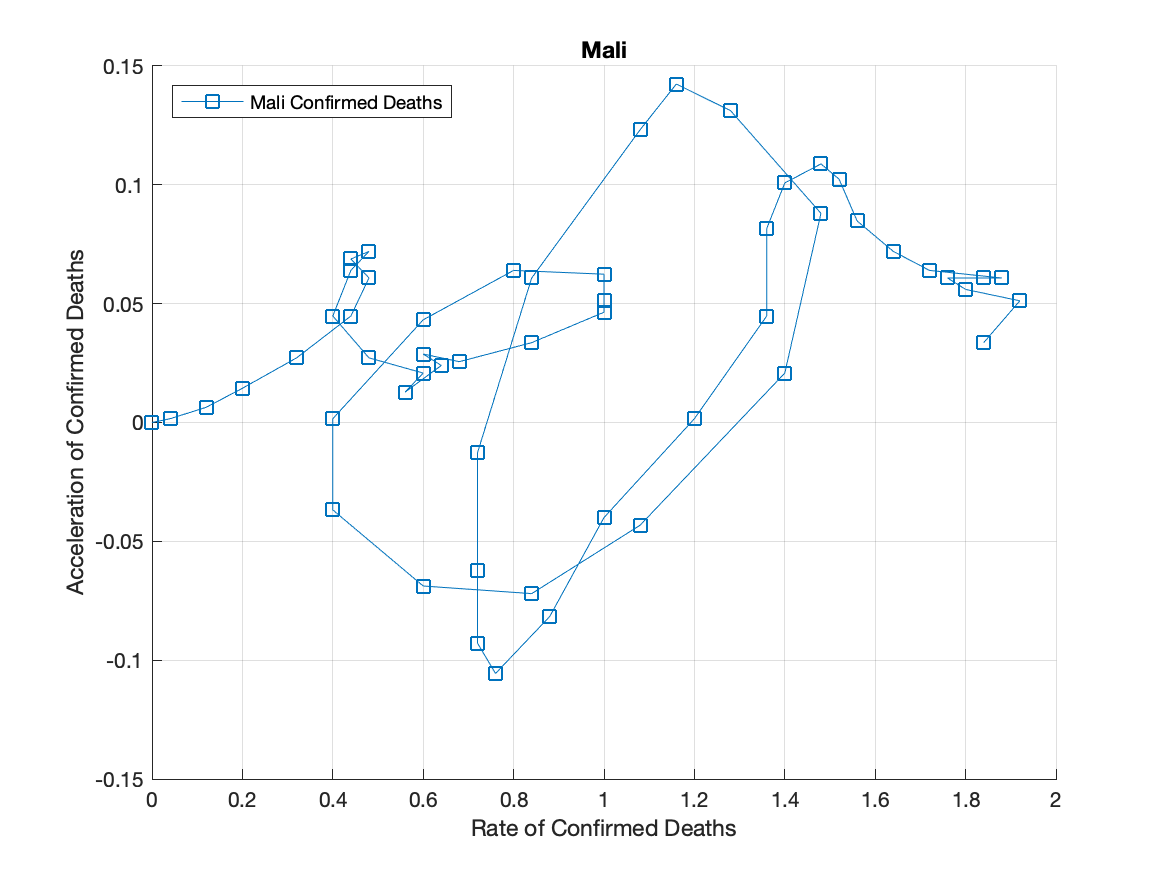 Mali
0.15
Mali Confirmed Deaths
0.1
0.05
0
-0.05
-0.1
-0.15
Acceleration of Confirmed Deaths
0 0.2 0.4 0.6 0.8 1 1.2 1.4 1.6 1.8 2
Rate of Confirmed Deaths